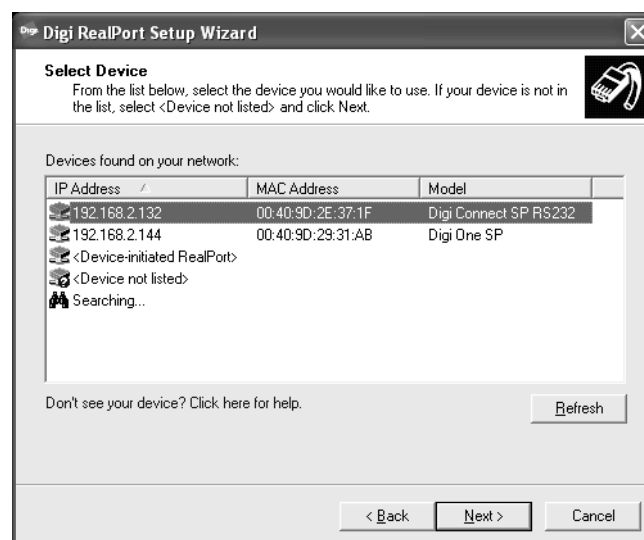 Digi Digi RealPort Setup Wizard
Select Device
From the list below, select the device you would like to use. If your device is not in
the list, select <Device not listed> and click Next.
Devices found on your network:
IP Address MAC Address Model
192.168.2.132 00:40:9D:2E:37:1F Digi Connect SP RS232
192.168.2.144 00:40:9D:29:31:AB Digi One SP
<Device-initiated RealPort>
<Device not listed>
Searching...
Don't see your device? Click here for help.
Refresh
< Back Next > Cancel